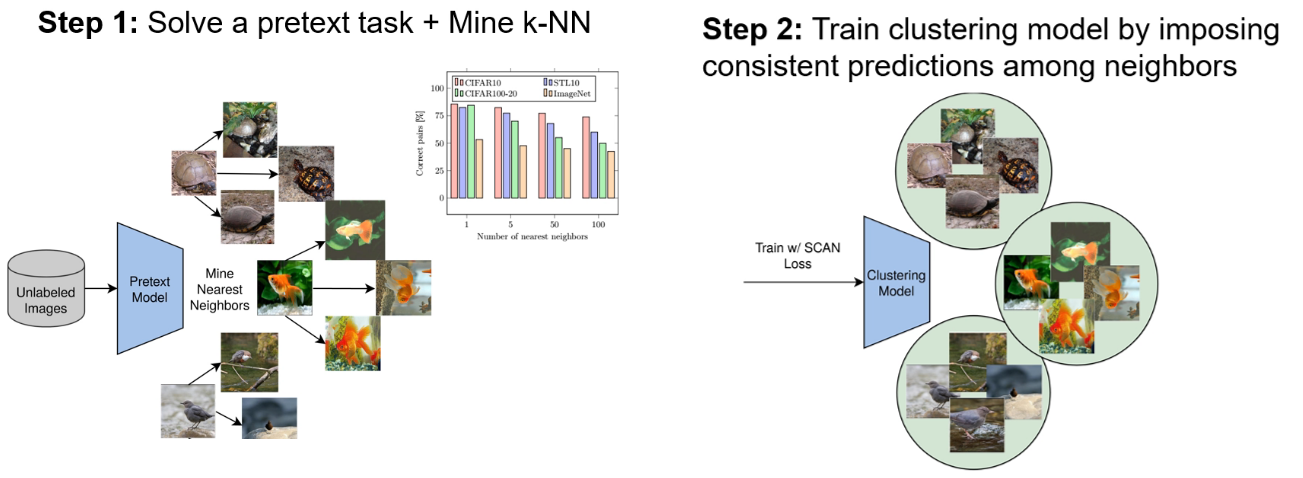 Step 1: Solve a pretext task + Mine k-NN
Step 2: Train clustering model by imposing
consistent predictions among neighbors
CIFAR10 STL10
CIFAR100-20 ImageNet
Correct pairs [%]
100
75
50
25
0
1 5 50 100
Number of nearest neighbors
Unlabeled
Images
Pretext
Model
Mine
Nearest
Neighbors
Train w/ SCAN
Loss
Clustering
Model